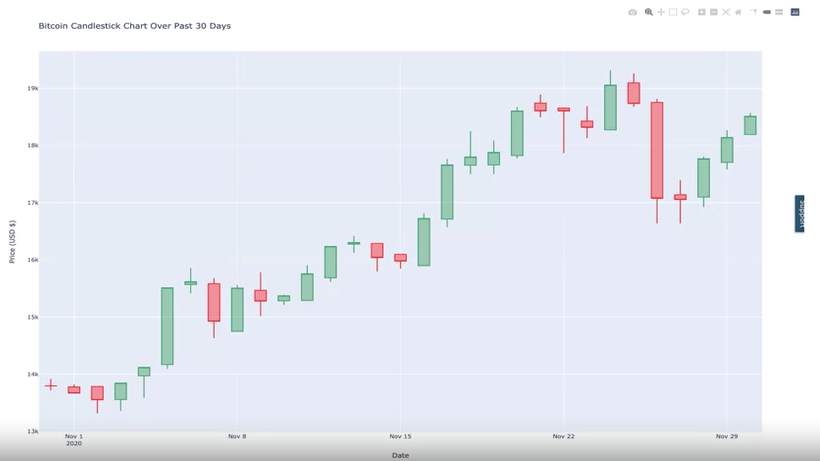 Bitcoin Candlestick Chart Over Past 30 Days
19k
18k
17k
16k
15k
14k
13k
Price (USD $)
Nov 1
2020
Nov 8
Nov 15
Nov 22
Nov 29
Date
Support